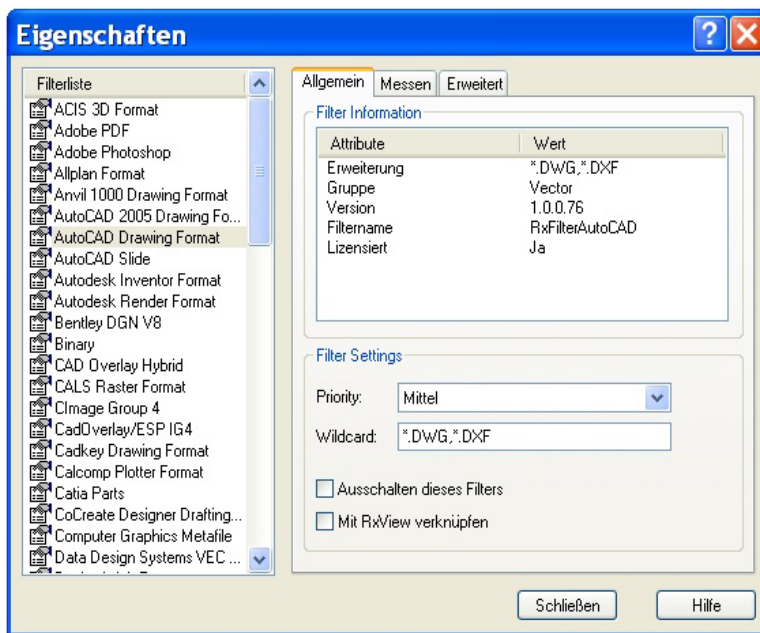 Eigenschaften
Filterliste
ACIS 3D Format
Adobe PDF
Adobe Photoshop
Allplan Format
Anvil 1000 Drawing Format
AutoCAD 2005 Drawing Fo...
AutoCAD Drawing Format
AutoCAD Slide
Autodesk Inventor Format
Autodesk Render Format
Bentley DGN V8
Binary
CAD Overlay Hybrid
CALS Raster Format
CImage Group 4
CadOverlay/ESP IG4
Cadkey Drawing Format
Calcomp Plotter Format
Catia Parts
CoCreate Designer Drafting...
Computer Graphics Metafile
Data Design Systems VEC ...
Allgemein Messen Erweitert
Filter Information
Attribute Wert
Erweiterung *.DWG,*.DXF
Gruppe Vector
Version 1.0.0.76
Filtername RxFilterAutoCAD
Lizensiert Ja
Filter Settings
Priority: Mittel
Wildcard: *.DWG,*.DXF
Ausschalten dieses Filters
Mit RxView verknüpfen
Schließen Hilfe